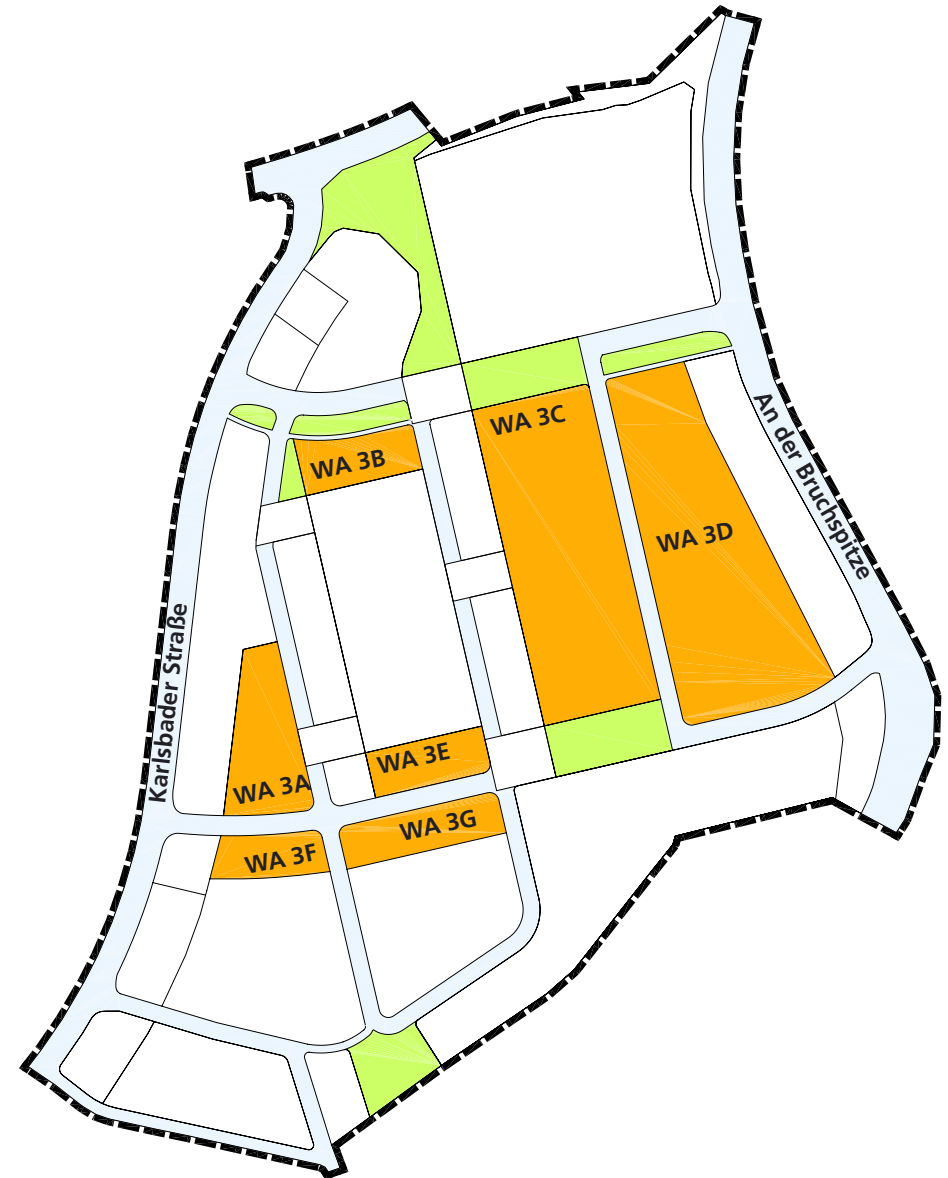 WA 3C
An der Bruchspitze
WA 3B
WA 3D
Karlsbader Straße
WA 3E
WA 3A
WA 3G
WA 3F